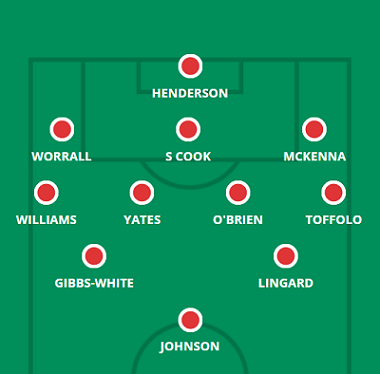 HENDERSON
WORRALL
S COOK
MCKENNA
WILLIAMS
YATES
O'BRIEN
TOFFOLO
GIBBS-WHITE
LINGARD
JOHNSON